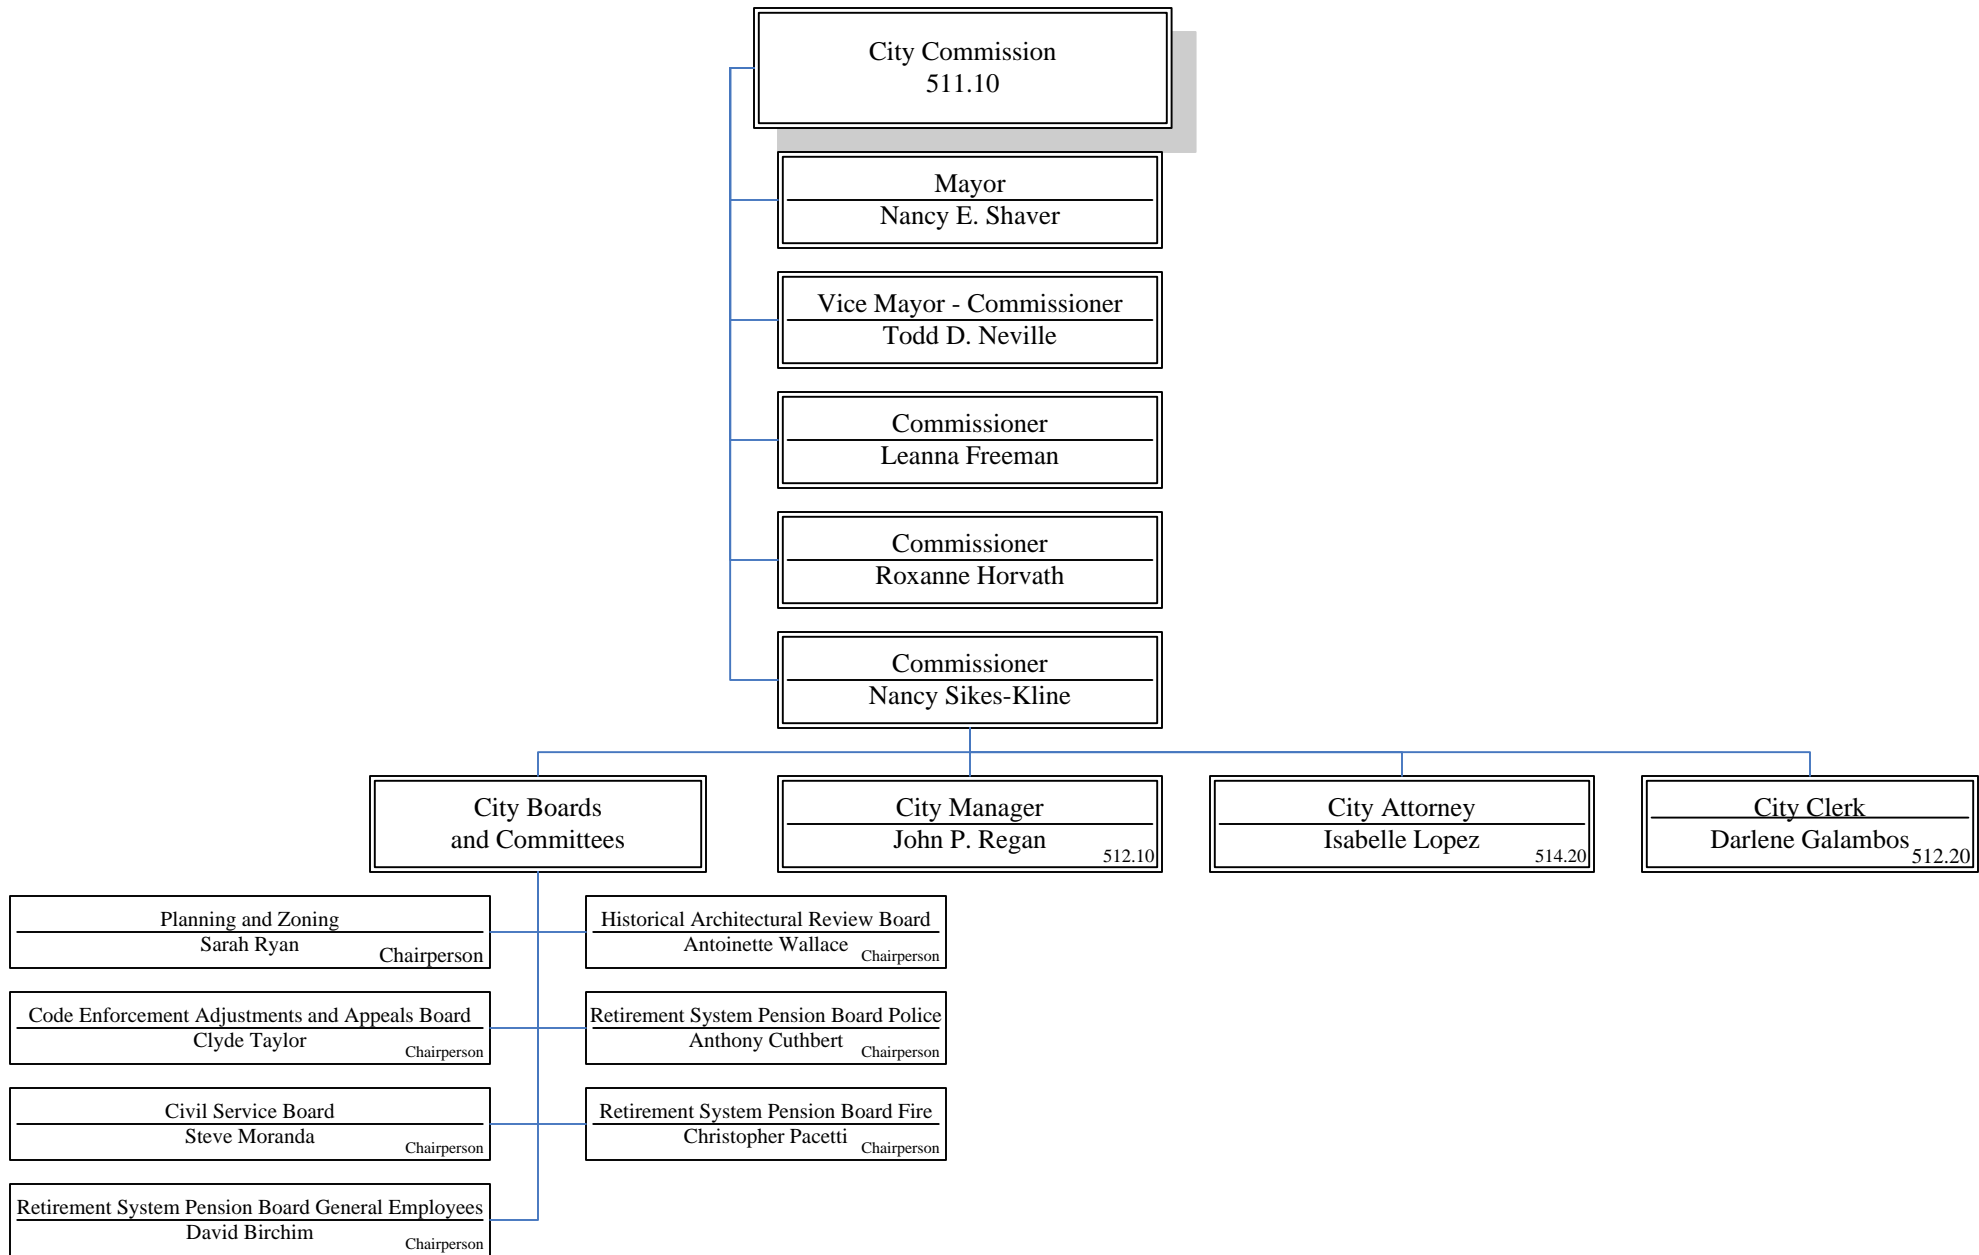 City Commission
511.10
Mayor
Nancy E. Shaver
Vice Mayor - Commissioner
Todd D. Neville
Commissioner
Leanna Freeman
Commissioner
Roxanne Horvath
Commissioner
Nancy Sikes-Kline
City Boards
and Committees
City Manager
John P. Regan
512.10
City Attorney
Isabelle Lopez
514.20
City Clerk
Darlene Galambos
512.20
Planning and Zoning
Sarah Ryan
Chairperson
Historical Architectural Review Board
Antoinette Wallace
Chairperson
Code Enforcement Adjustments and Appeals Board
Clyde Taylor
Chairperson
Retirement System Pension Board Police
Anthony Cuthbert
Chairperson
Civil Service Board
Steve Moranda
Chairperson
Retirement System Pension Board Fire
Christopher Pacetti
Chairperson
Retirement System Pension Board General Employees
David Birchim
Chairperson